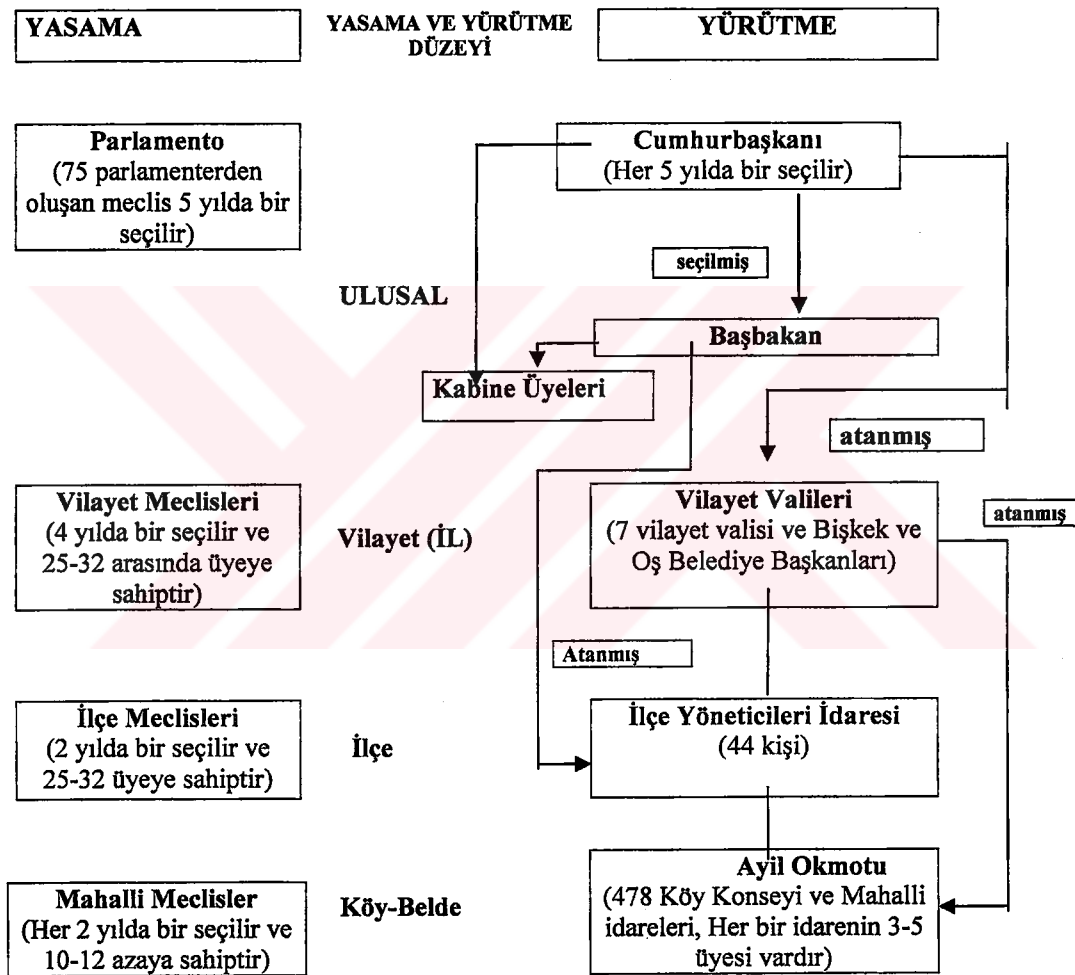 YASAMA
YASAMA VE YÜRÜTME
DÜZEYİ
YÜRÜTME
Parlamento
(75 parlamenterden
oluşan meclis 5 yılda bir
seçilir)
Cumhurbaşkanı
(Her 5 yılda bir seçilir)
seçilmiş
ULUSAL
Başbakan
Kabine Üyeleri
atanmış
Vilayet Meclisleri
(4 yılda bir seçilir ve
25-32 arasında üyeye
sahiptir)
Vilayet (İL)
Vilayet Valileri
(7 vilayet valisi ve Bişkek ve
Oş Belediye Başkanları)
atanmış
Atanmış
İlçe Meclisleri
(2 yılda bir seçilir ve
25-32 üyeye sahiptir)
İlçe
İlçe Yöneticileri İdaresi
(44 kişi)
Mahalli Meclisler
(Her 2 yılda bir seçilir ve
10-12 azaya sahiptir)
Köy-Belde
Ayil Okmotu
(478 Köy Konseyi ve Mahalli
idareleri, Her bir idarenin 3-5
üyesi vardır)